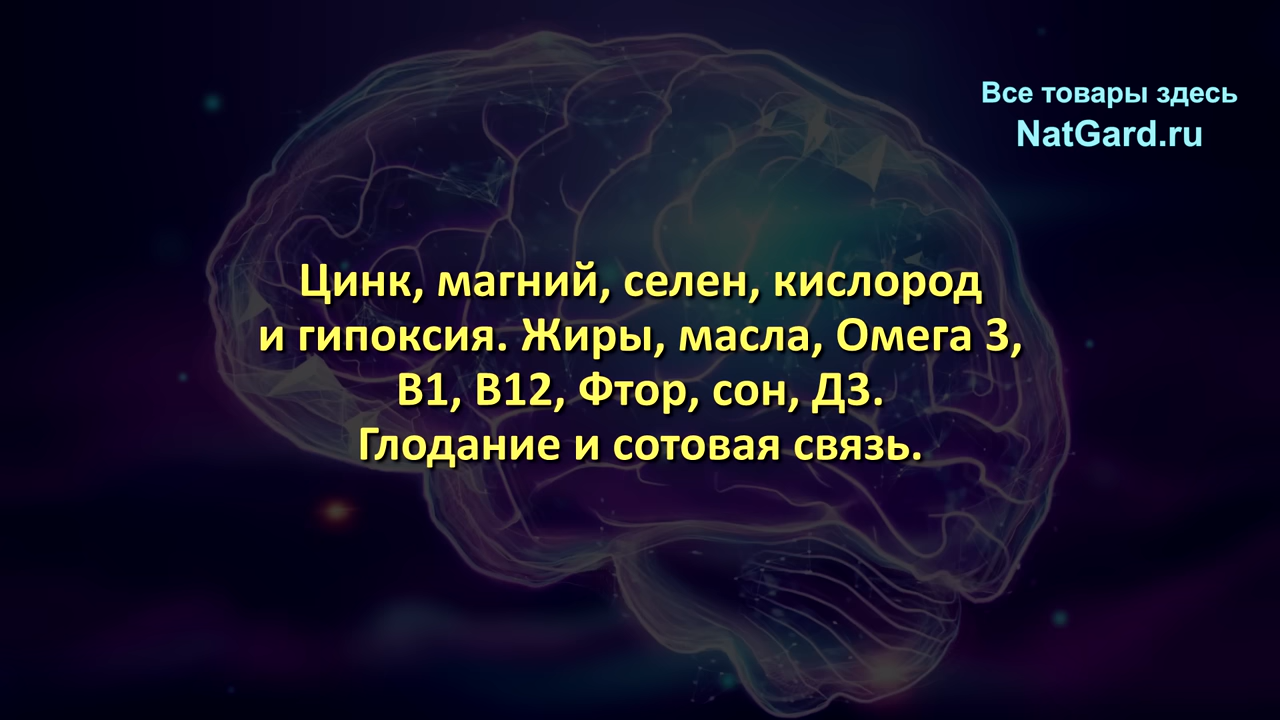 Все товары здесь
NatGard.ru
Цинк, магний, селен, кислород
и гипоксия. Жиры, масла, Омега 3,
В1, В12, Фтор, сон, Д3.
Глодание и сотовая связь.